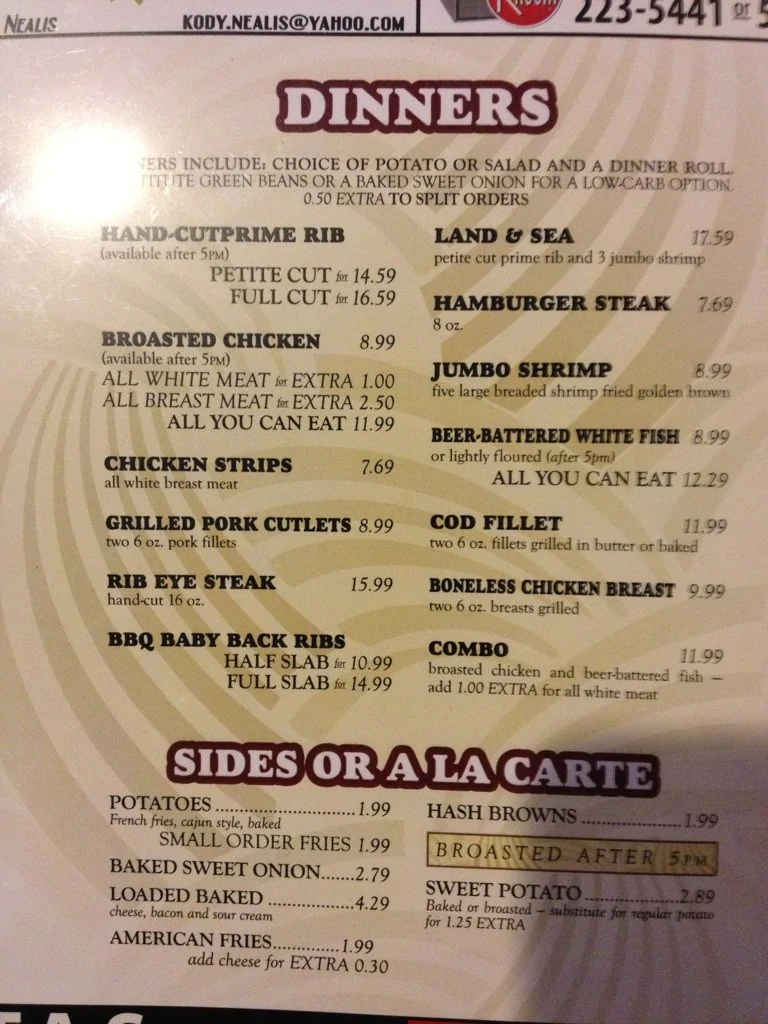 NEALIS
KODY.NEALIS@YAHOO.COM
223-5441 or
DINNERS
INCLUDE: CHOICE OF POTATO OR SALAD AND A DINNER ROLL.
GREEN BEANS OR A BAKED SWEET ONION FOR A LOW-CARB OPTION.
0.50 EXTRA TO SPLIT ORDERS
HAND-CUTPRIME RIB
(available after 5PM)
PETITE CUT for 14.59
FULL CUT for 16.59
BROASTED CHICKEN 8.99
(available after 5PM)
ALL WHITE MEAT for EXTRA 1.00
ALL BREAST MEAT for EXTRA 2.50
ALL YOU CAN EAT 11.99
CHICKEN STRIPS 7.69
all white breast meat
GRILLED PORK CUTLETS 8.99
two 6 oz. pork fillets
RIB EYE STEAK 15.99
hand-cut 16 oz.
BBQ BABY BACK RIBS
HALF SLAB for 10.99
FULL SLAB for 14.99
LAND & SEA 17.59
petite cut prime rib and 3 jumbo shrimp
HAMBURGER STEAK 7.69
8 oz.
JUMBO SHRIMP 8.99
five large breaded shrimp fried golden brown
BEER-BATTERED WHITE FISH 8.99
or lightly floured (after 5pm)
ALL YOU CAN EAT 12.29
COD FILLET 11.99
two 6 oz. fillets grilled in butter or baked
BONELESS CHICKEN BREAST 9.99
two 6 oz. breasts grilled
COMBO 11.99
broasted chicken and beer-battered fish –
add 1.00 EXTRA for all white meat
SIDES OR A LA CARTE
POTATOES ...........................1.99
French fries, cajun style, baked
SMALL ORDER FRIES 1.99
BAKED SWEET ONION.......2.79
LOADED BAKED .................4.29
cheese, bacon and sour cream
AMERICAN FRIES.............1.99
add cheese for EXTRA 0.30
HASH BROWNS ....................1.99
BROASTED AFTER 5PM
SWEET POTATO ...................2.89
Baked or broasted – substitute for regular potato
for 1.25 EXTRA